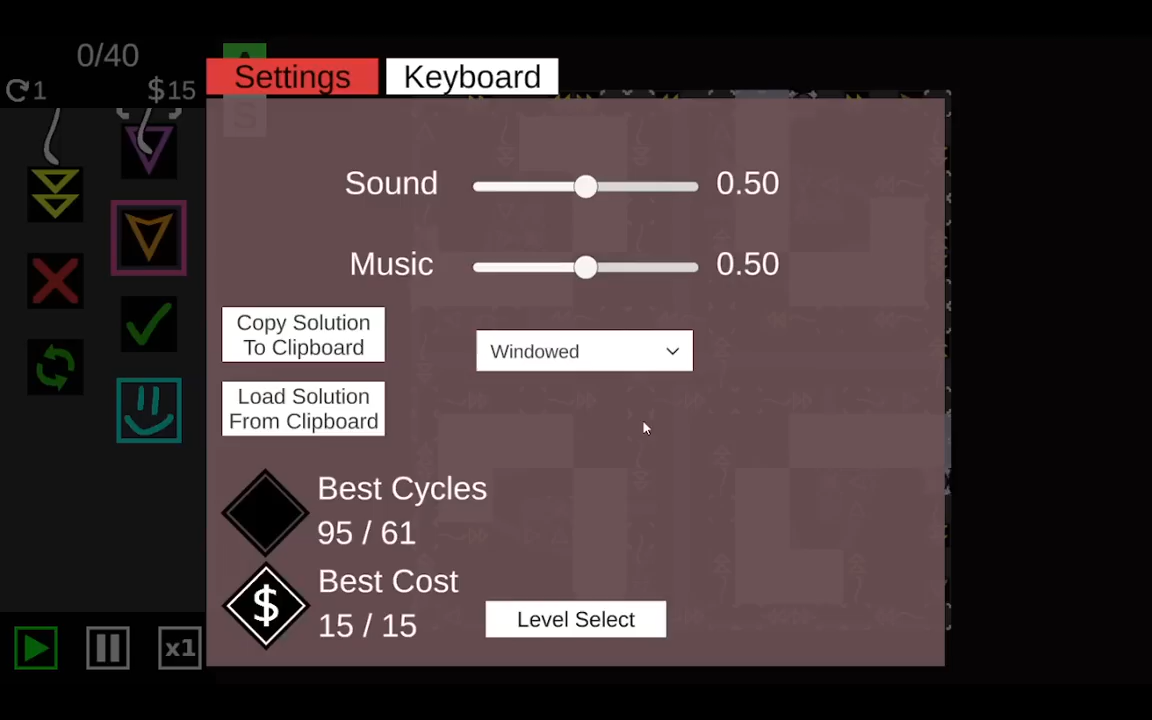 0/40
1
$15
A
S
Settings
Keyboard
Sound
0.50
Music
0.50
Copy Solution
To Clipboard
Windowed
Load Solution
From Clipboard
Best Cycles
95 / 61
$
Best Cost
15 / 15
Level Select
x1